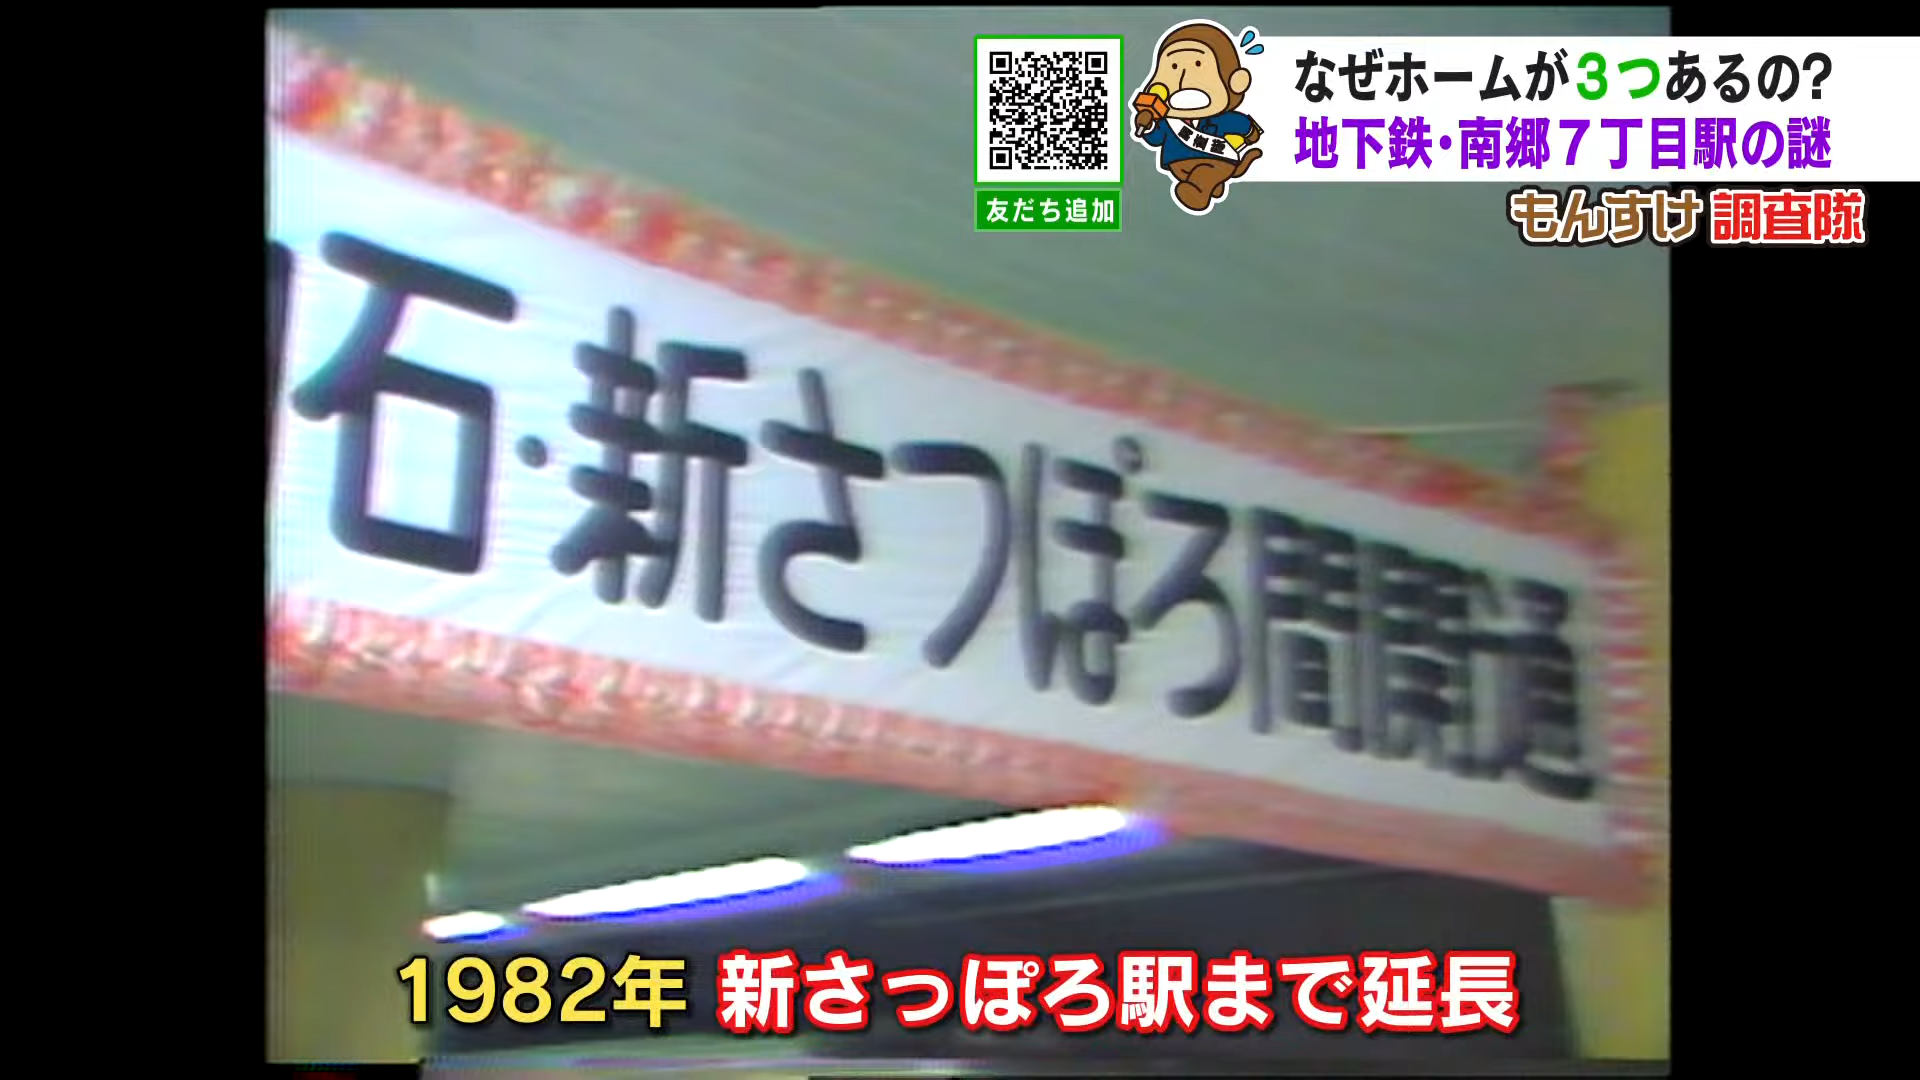 なぜホームが3つあるの?
地下鉄・南郷7丁目駅の謎
もんすけ調査隊
友だち追加
石・新さっぽろ間開通
1982年 新さっぽろ駅まで延長